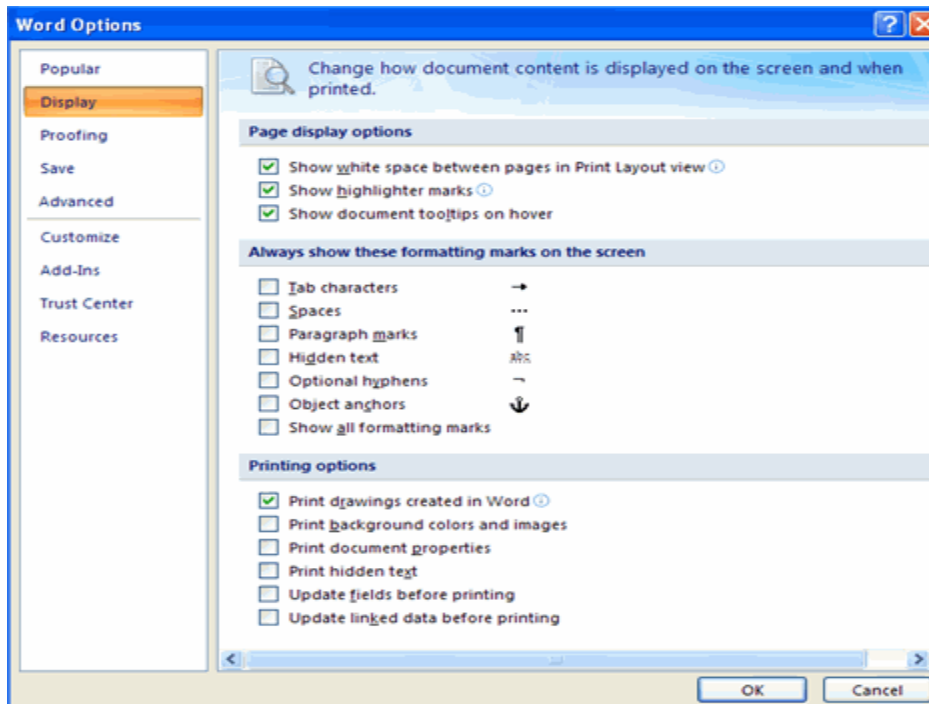 Word Options
Popular
Display
Proofing
Save
Advanced
Customize
Add-Ins
Trust Center
Resources
Change how document content is displayed on the screen and when
printed.
Page display options
Show white space between pages in Print Layout view
Show highlighter marks
Show document tooltips on hover
Always show these formatting marks on the screen
Tab characters →
Spaces ···
Paragraph marks ¶
Hidden text abc
Optional hyphens ¬
Object anchors
Show all formatting marks
Printing options
Print drawings created in Word
Print background colors and images
Print document properties
Print hidden text
Update fields before printing
Update linked data before printing
OK
Cancel